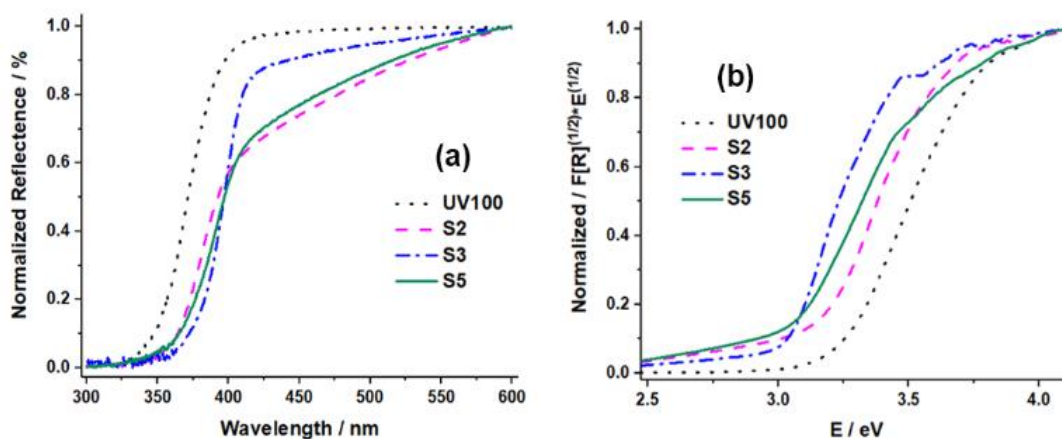 Normalized Reflectence / %
1.0
0.8
0.6
0.4
0.2
0.0
(a)
UV100
S2
S3
S5
300 350 400 450 500 550 600
Wavelength / nm
Normalized / F[R]^(1/2)*E^(1/2)
1.0
0.8
0.6
0.4
0.2
0.0
(b)
UV100
S2
S3
S5
2.5 3.0 3.5 4.0
E / eV